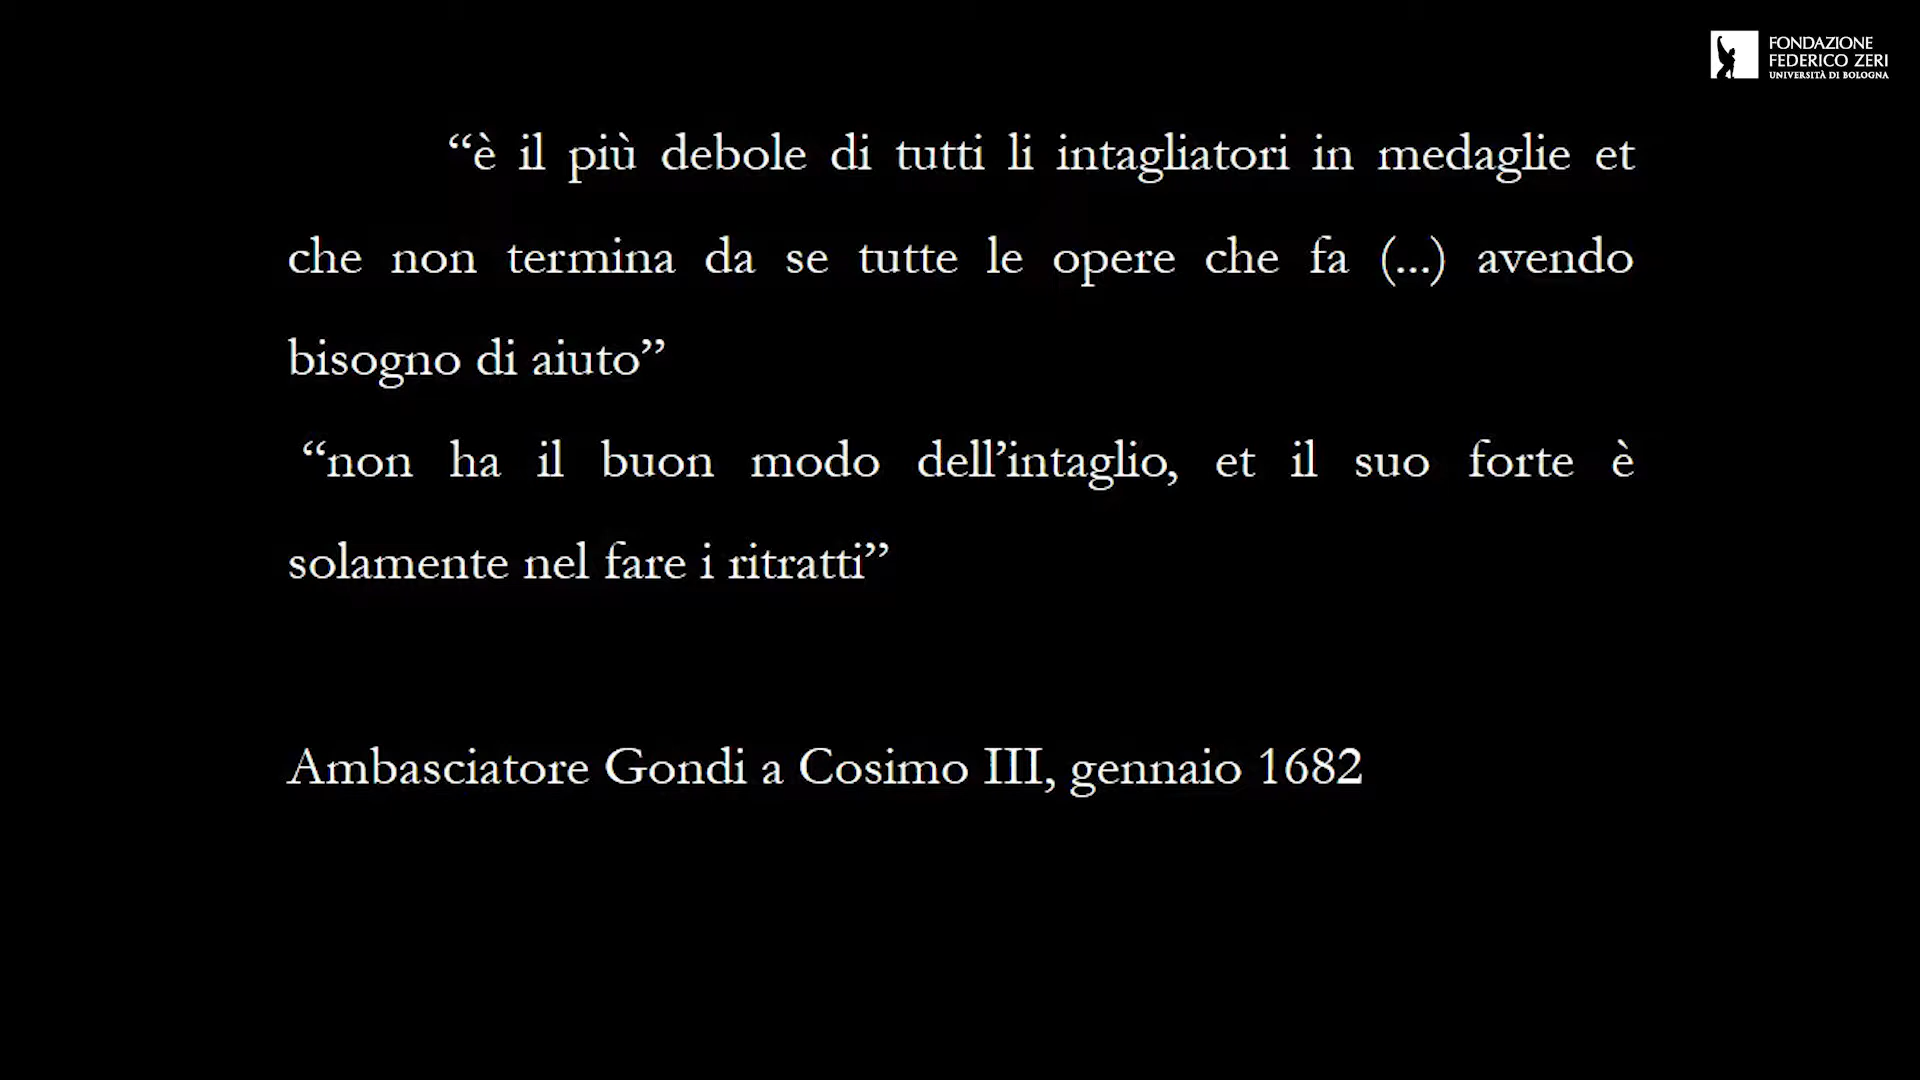 FONDAZIONE
FEDERICO ZERI
UNIVERSITÀ DI BOLOGNA
“è il più debole di tutti li intagliatori in medaglie et
che non termina da se tutte le opere che fa (...) avendo
bisogno di aiuto”
“non ha il buon modo dell’intaglio, et il suo forte è
solamente nel fare i ritratti”
Ambasciatore Gondi a Cosimo III, gennaio 1682